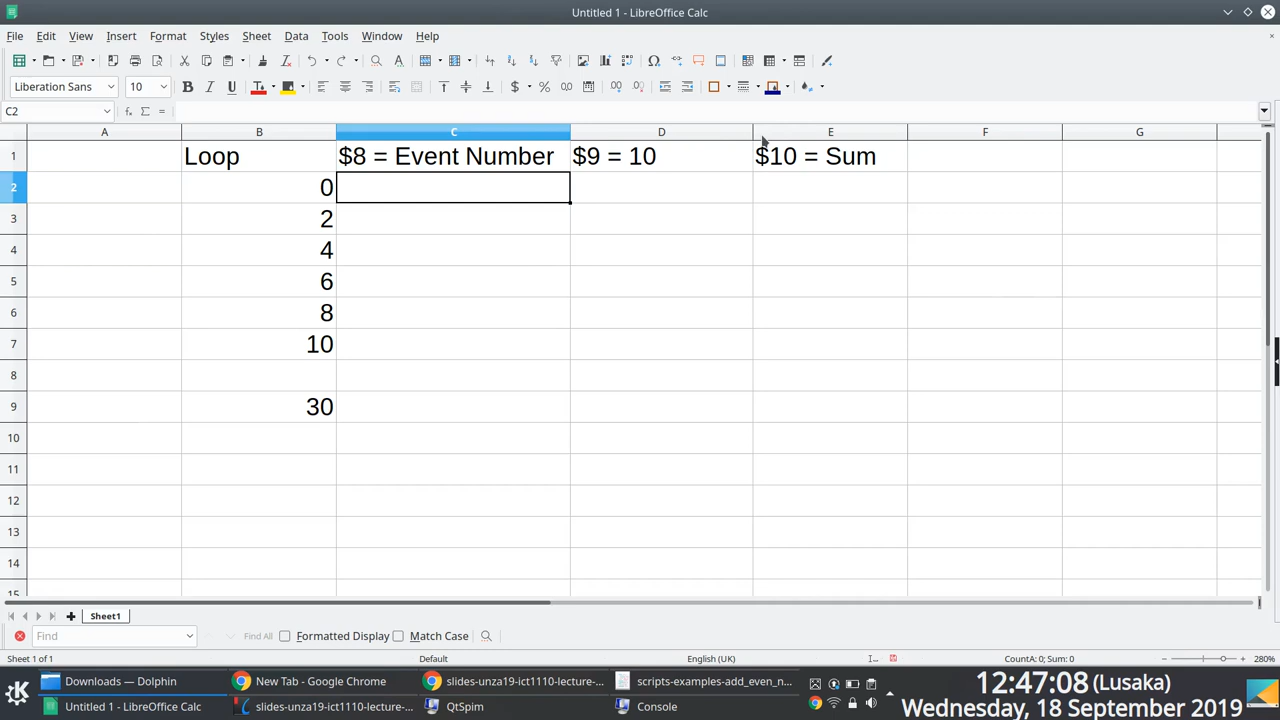 Untitled 1 - LibreOffice Calc
File Edit View Insert Format Styles Sheet Data Tools Window Help
Liberation Sans 10
C2
A B C D E F G
1 Loop $8 = Event Number $9 = 10 $10 = Sum
2 0
3 2
4 4
5 6
6 8
7 10
8
9 30
10
11
12
13
14
15
Sheet1
Find Find All Formatted Display Match Case
Sheet 1 of 1 Default English (UK) CountA: 0; Sum: 0 280%
Downloads — Dolphin New Tab - Google Chrome slides-unza19-ict1110-lecture-... scripts-examples-add_even_n...
Untitled 1 - LibreOffice Calc slides-unza19-ict1110-lecture-... QtSpim Console
12:47:08 (Lusaka)
Wednesday, 18 September 2019